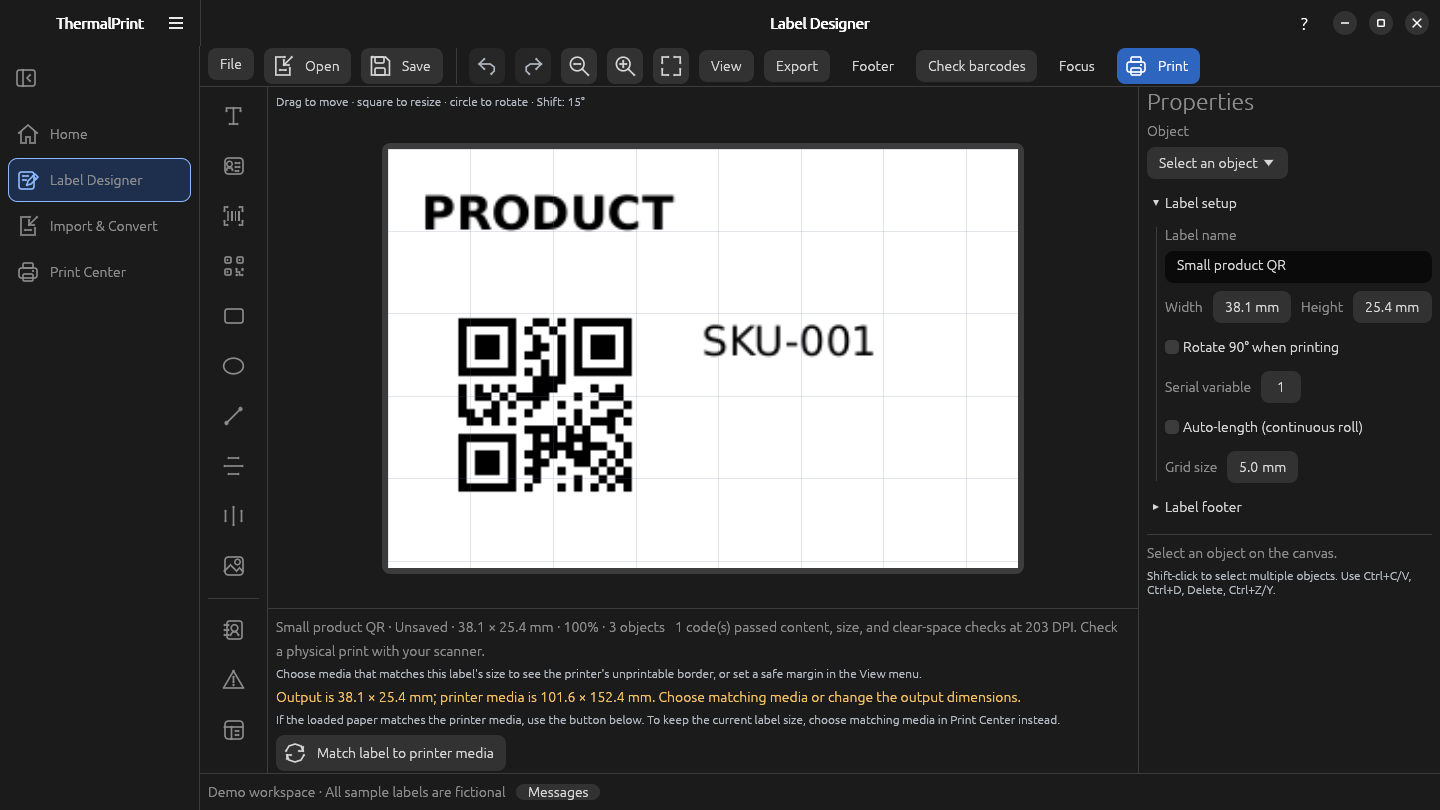 ThermalPrint
Label Designer
?
File
Open
Save
View
Export
Footer
Check barcodes
Focus
Print
Home
Label Designer
Import & Convert
Print Center
Drag to move · square to resize · circle to rotate · Shift: 15°
PRODUCT
SKU-001
Properties
Object
Select an object
Label setup
Label name
Small product QR
Width 38.1 mm Height 25.4 mm
Rotate 90° when printing
Serial variable 1
Auto-length (continuous roll)
Grid size 5.0 mm
Label footer
Select an object on the canvas.
Shift-click to select multiple objects. Use Ctrl+C/V,
Ctrl+D, Delete, Ctrl+Z/Y.
Small product QR · Unsaved · 38.1 × 25.4 mm · 100% · 3 objects 1 code(s) passed content, size, and clear-space checks at 203 DPI. Check
a physical print with your scanner.
Choose media that matches this label's size to see the printer's unprintable border, or set a safe margin in the View menu.
Output is 38.1 × 25.4 mm; printer media is 101.6 × 152.4 mm. Choose matching media or change the output dimensions.
If the loaded paper matches the printer media, use the button below. To keep the current label size, choose matching media in Print Center instead.
Match label to printer media
Demo workspace · All sample labels are fictional
Messages